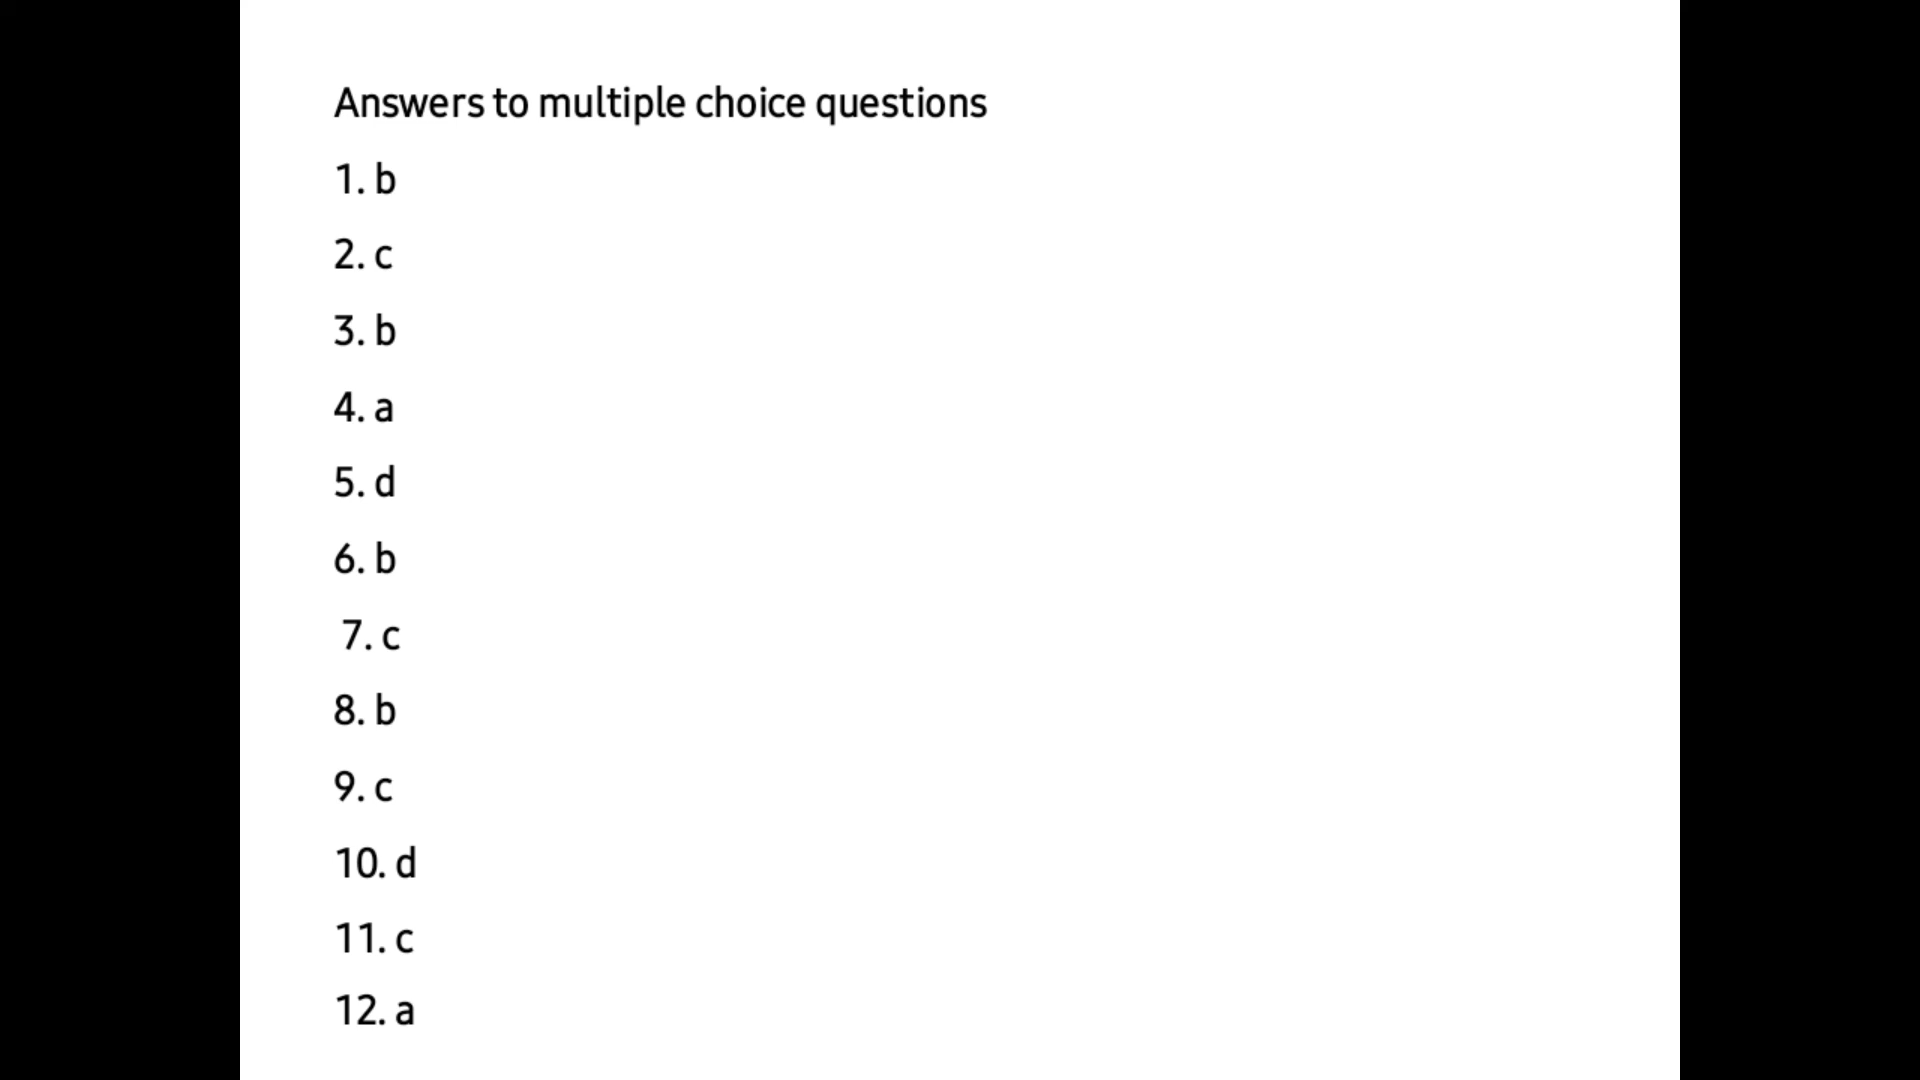 Answers to multiple choice questions
1. b
2. c
3. b
4. a
5. d
6. b
7. c
8. b
9. c
10. d
11. c
12. a